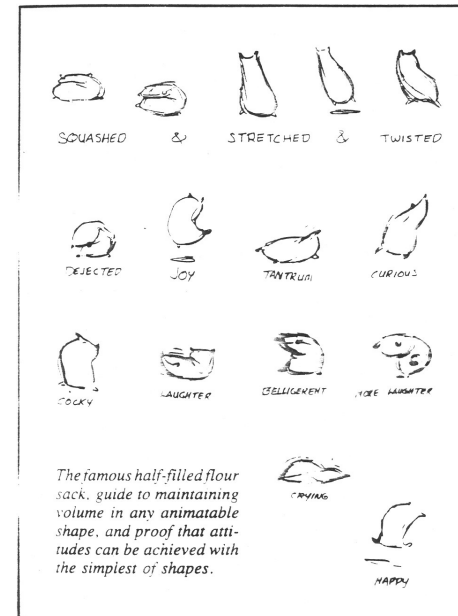 SQUASHED & STRETCHED & TWISTED
DEJECTED JOY TANTRUM CURIOUS
COCKY LAUGHTER BELLIGERENT MORE LAUGHTER
CRYING
The famous half-filled flour
sack, guide to maintaining
volume in any animatable
shape, and proof that atti-
tudes can be achieved with
the simplest of shapes.
HAPPY